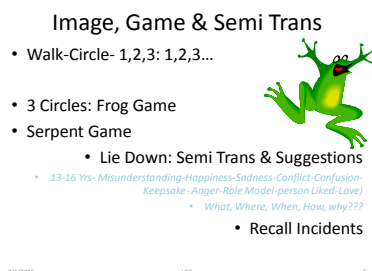 Image, Game & Semi Trans
• Walk-Circle- 1,2,3: 1,2,3…
• 3 Circles: Frog Game
• Serpent Game
• Lie Down: Semi Trans & Suggestions
• 13-16 Yrs- Misunderstanding-Happiness-Sadness-Conflict-Confusion-
Keepsake- Anger-Role Model-person Liked-Love)
• What, Where, When, How, why???
• Recall Incidents